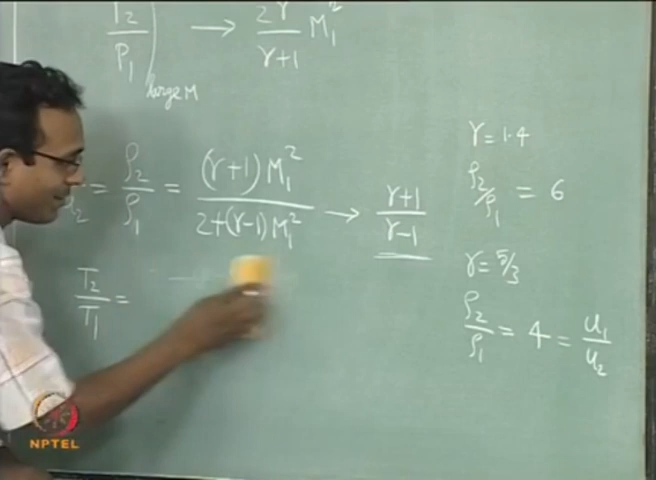 P₂/P₁ |large M → 2γ/(γ+1) M₁²
u₂ = ρ₂/ρ₁ = (γ+1)M₁² / (2+(γ-1)M₁²) → (γ+1)/(γ-1)
T₂/T₁ =
γ = 1.4
ρ₂/ρ₁ = 6
γ = 5/3
ρ₂/ρ₁ = 4 = u₁/u₂
NPTEL